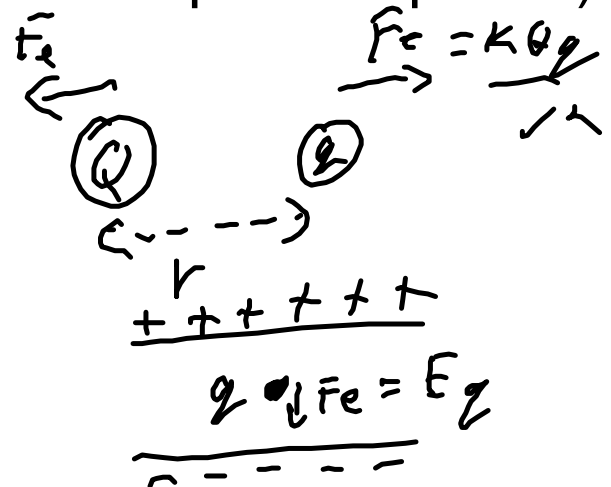 Fe
Fe = KQq
r
Q
q
r
+ + + + + +
q Fe = Eq
- - - -